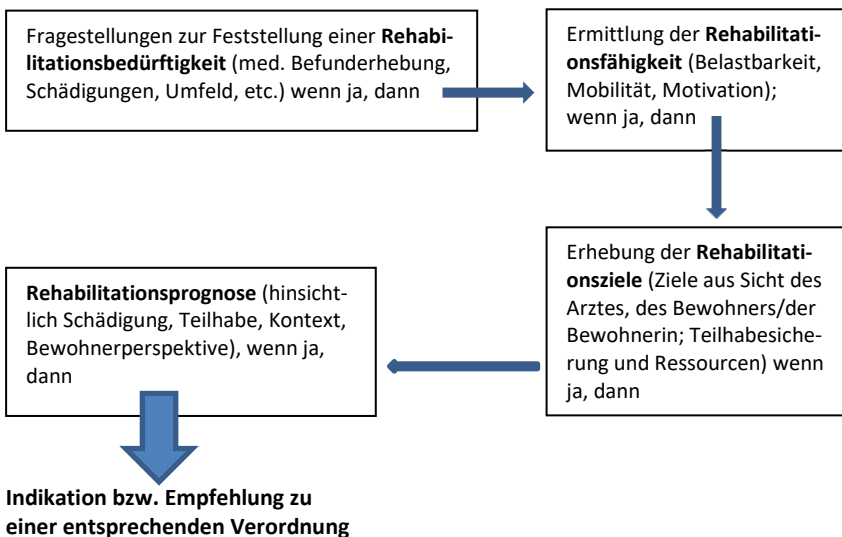 Fragestellungen zur Feststellung einer Rehabi-
litationsbedürftigkeit (med. Befunderhebung,
Schädigungen, Umfeld, etc.) wenn ja, dann
Ermittlung der Rehabilitati-
onsfähigkeit (Belastbarkeit,
Mobilität, Motivation);
wenn ja, dann
Erhebung der Rehabilitati-
onsziele (Ziele aus Sicht des
Arztes, des Bewohners/der
Bewohnerin; Teilhabesiche-
rung und Ressourcen) wenn
ja, dann
Rehabilitationsprognose (hinsicht-
lich Schädigung, Teilhabe, Kontext,
Bewohnerperspektive), wenn ja,
dann
Indikation bzw. Empfehlung zu
einer entsprechenden Verordnung